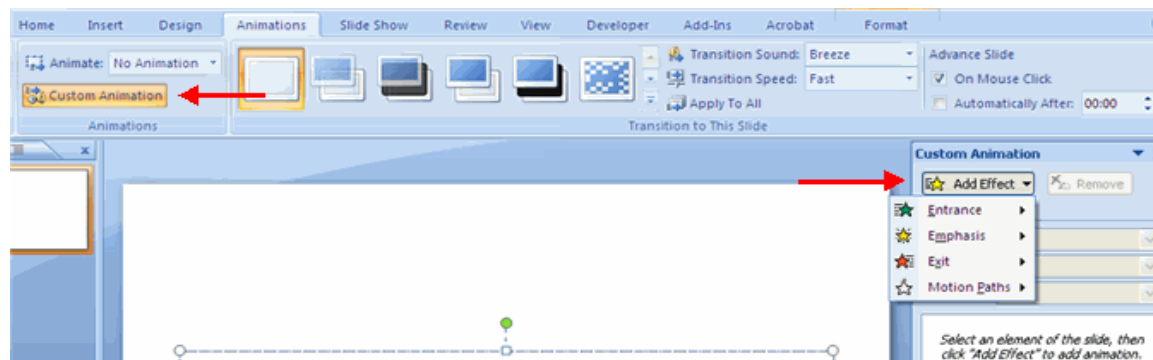 Home Insert Design Animations Slide Show Review View Developer Add-Ins Acrobat Format
Animate: No Animation
Custom Animation
Animations
Transition Sound: Breeze
Transition Speed: Fast
Apply To All
Transition to This Slide
Advance Slide
On Mouse Click
Automatically After: 00:00
Custom Animation
Add Effect Remove
Entrance
Emphasis
Exit
Motion Paths
Select an element of the slide, then
click "Add Effect" to add animation.